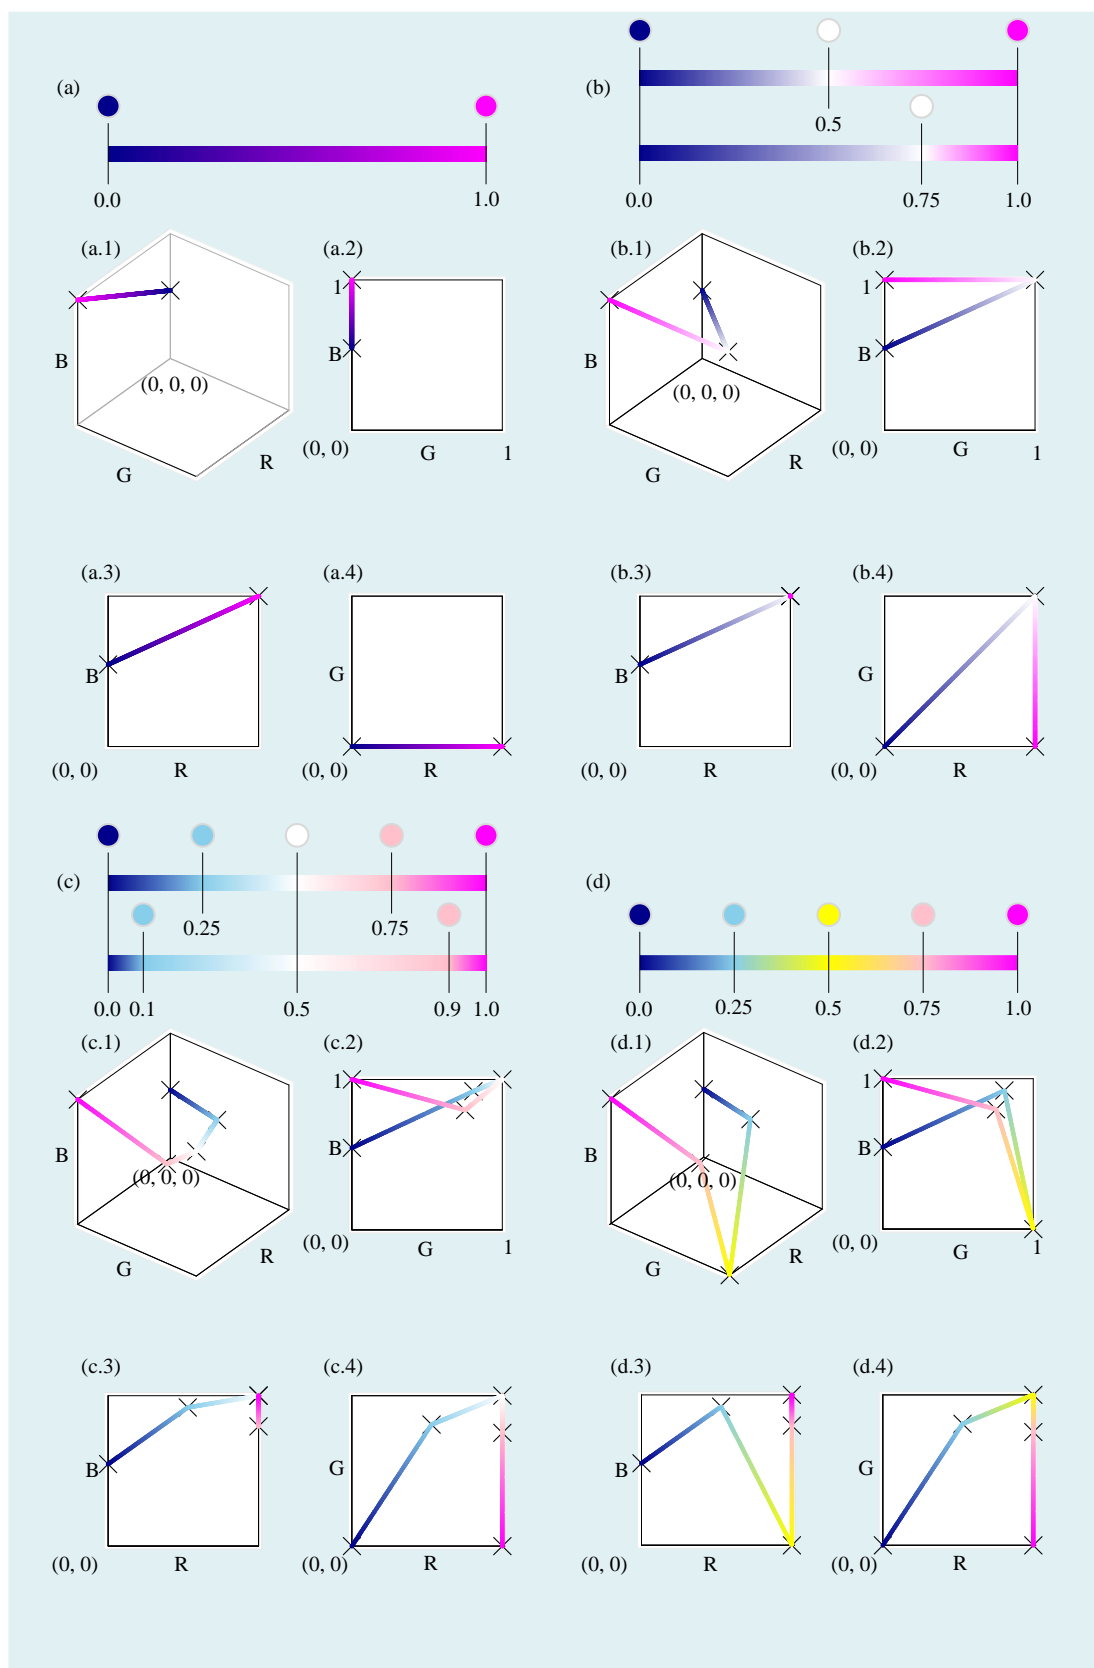 (a)
0.0 1.0
(b)
0.5
0.0 0.75 1.0
(a.1)
B
(0, 0, 0)
G
R
(a.2)
1
B
(0, 0)
G
1
(b.1)
B
(0, 0, 0)
G
R
(b.2)
1
B
(0, 0)
G
1
(a.3)
B
(0, 0)
R
(a.4)
G
(0, 0)
R
(b.3)
B
(0, 0)
R
(b.4)
G
(0, 0)
R
(c)
0.25 0.75
0.0 0.1 0.5 0.9 1.0
(d)
0.0 0.25 0.5 0.75 1.0
(c.1)
B
(0, 0, 0)
G
R
(c.2)
1
B
(0, 0)
G
1
(d.1)
B
(0, 0, 0)
G
R
(d.2)
1
B
(0, 0)
G
1
(c.3)
B
(0, 0)
R
(c.4)
G
(0, 0)
R
(d.3)
B
(0, 0)
R
(d.4)
G
(0, 0)
R